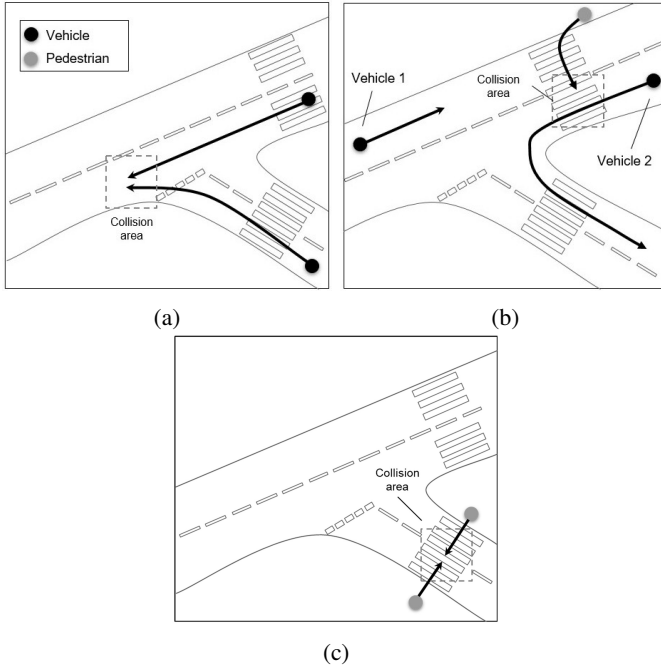 Vehicle
Pedestrian
Collision
area
(a)
Vehicle 1
Collision
area
Vehicle 2
(b)
Collision
area
(c)